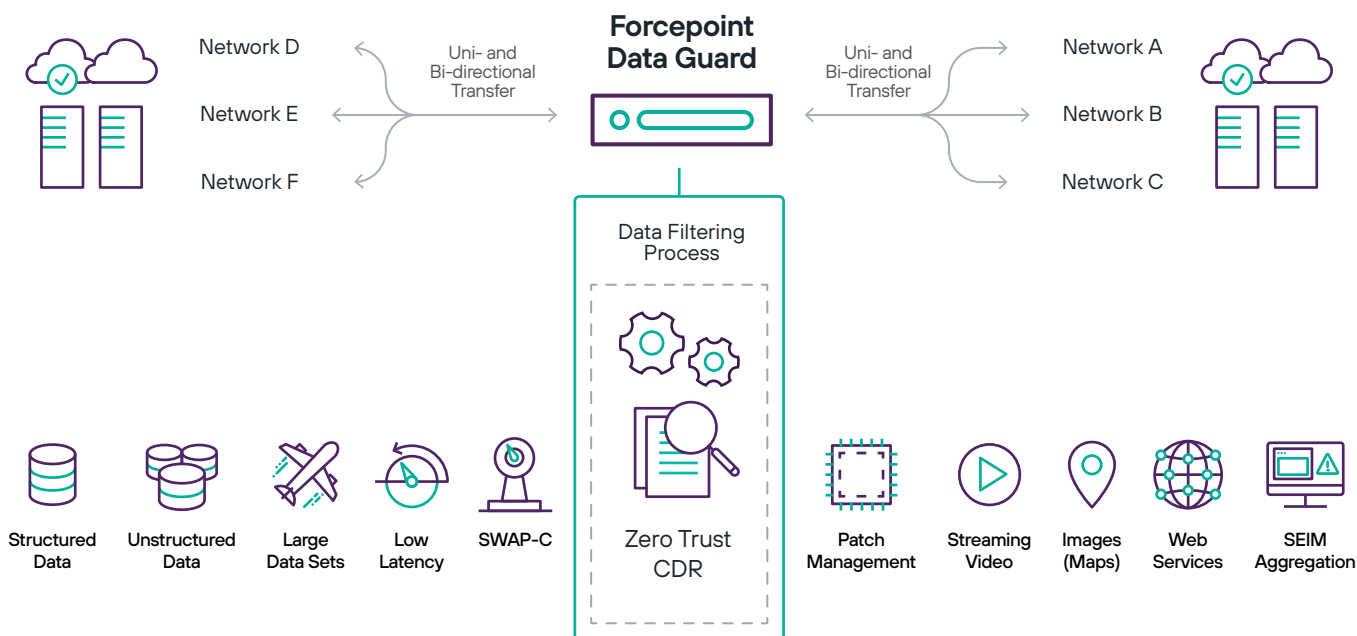 Forcepoint
Data Guard
Network D
Network E
Network F
Uni- and
Bi-directional
Transfer
Uni- and
Bi-directional
Transfer
Network A
Network B
Network C
Data Filtering
Process
Zero Trust
CDR
Structured
Data
Unstructured
Data
Large
Data Sets
Low
Latency
SWAP-C
Patch
Management
Streaming
Video
Images
(Maps)
Web
Services
SEIM
Aggregation